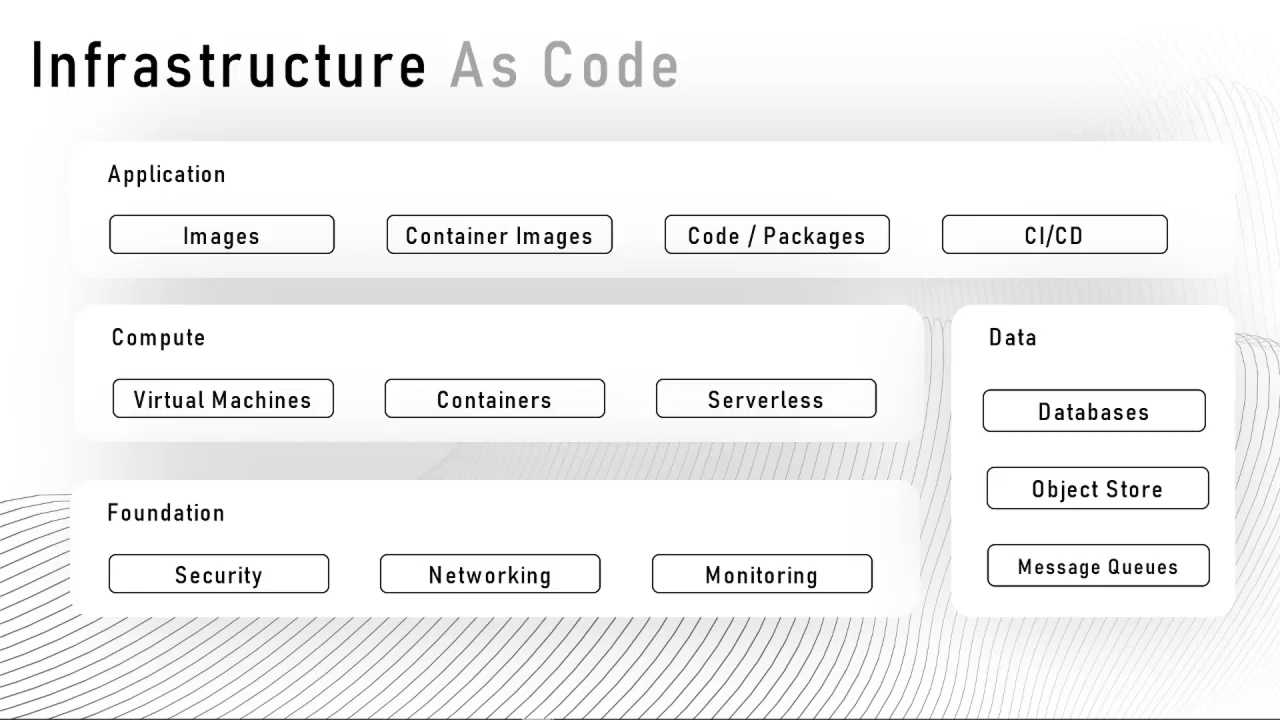 Infrastructure As Code
Application
Images
Container Images
Code / Packages
CI/CD
Compute
Virtual Machines
Containers
Serverless
Data
Databases
Object Store
Message Queues
Foundation
Security
Networking
Monitoring